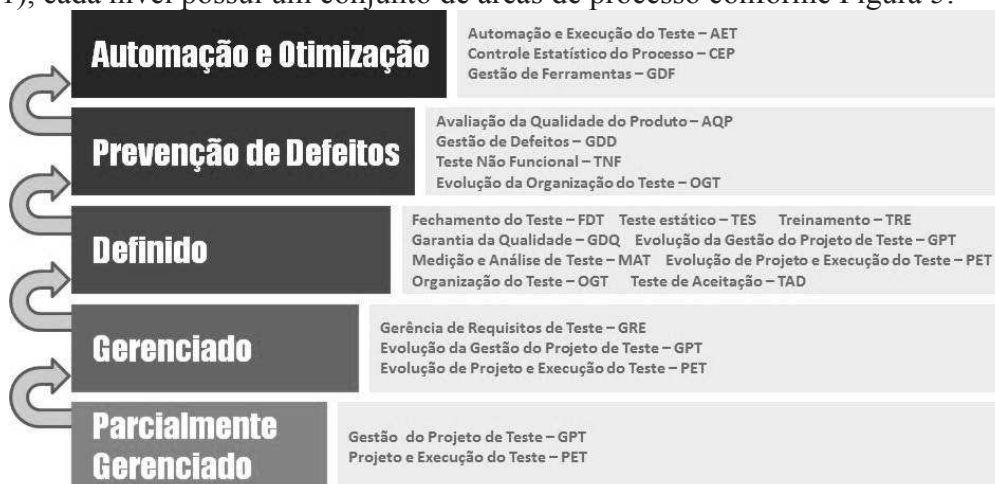 cada nível possui um conjunto de áreas de processo conforme Figura 3.
Automação e Otimização
Automação e Execução do Teste – AET
Controle Estatístico do Processo – CEP
Gestão de Ferramentas – GDF
Prevenção de Defeitos
Avaliação da Qualidade do Produto – AQP
Gestão de Defeitos – GDD
Teste Não Funcional – TNF
Evolução da Organização do Teste – OGT
Definido
Fechamento do Teste – FDT Teste estático – TES Treinamento – TRE
Garantia da Qualidade – GDQ Evolução da Gestão do Projeto de Teste – GPT
Medição e Análise de Teste – MAT Evolução de Projeto e Execução do Teste – PET
Organização do Teste – OGT Teste de Aceitação – TAD
Gerenciado
Gerência de Requisitos de Teste – GRE
Evolução da Gestão do Projeto de Teste – GPT
Evolução de Projeto e Execução do Teste – PET
Parcialmente
Gerenciado
Gestão do Projeto de Teste – GPT
Projeto e Execução do Teste – PET